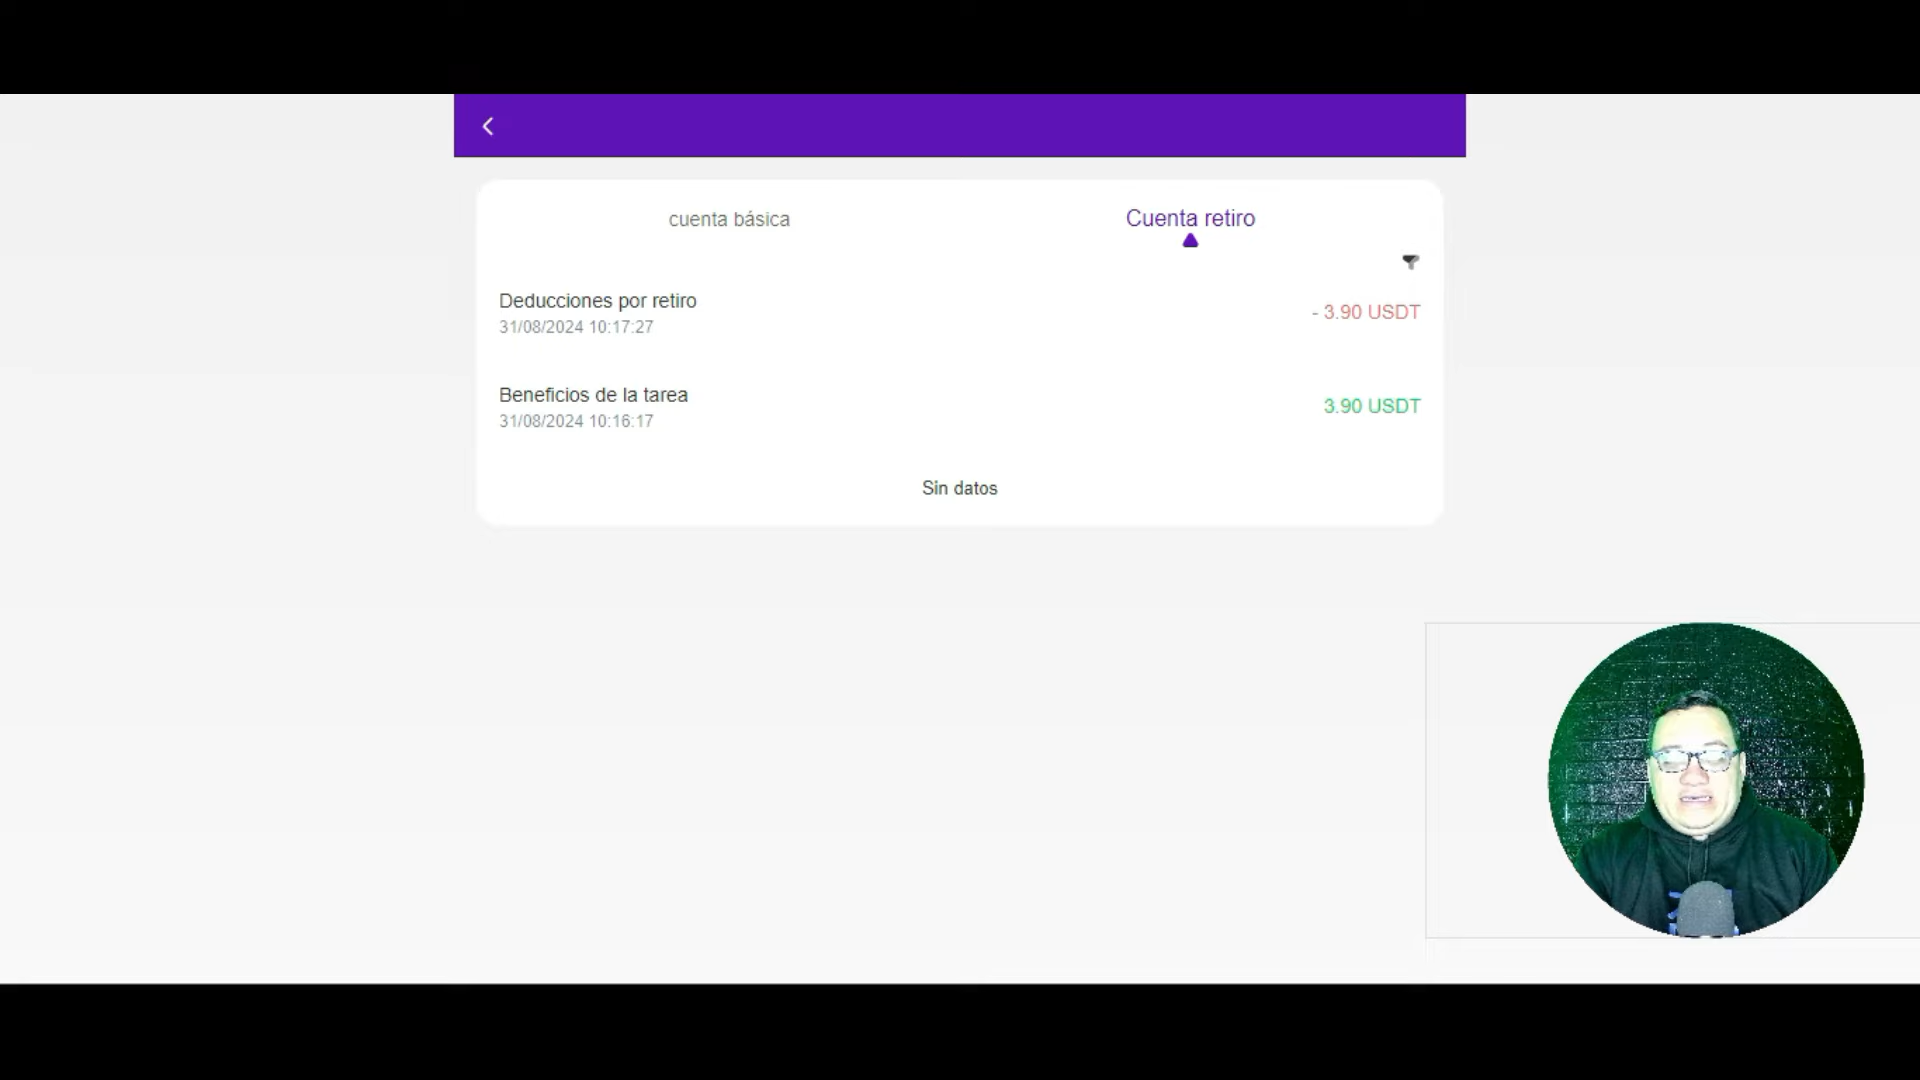 cuenta básica
Cuenta retiro
Deducciones por retiro
31/08/2024 10:17:27
- 3.90 USDT
Beneficios de la tarea
31/08/2024 10:16:17
3.90 USDT
Sin datos